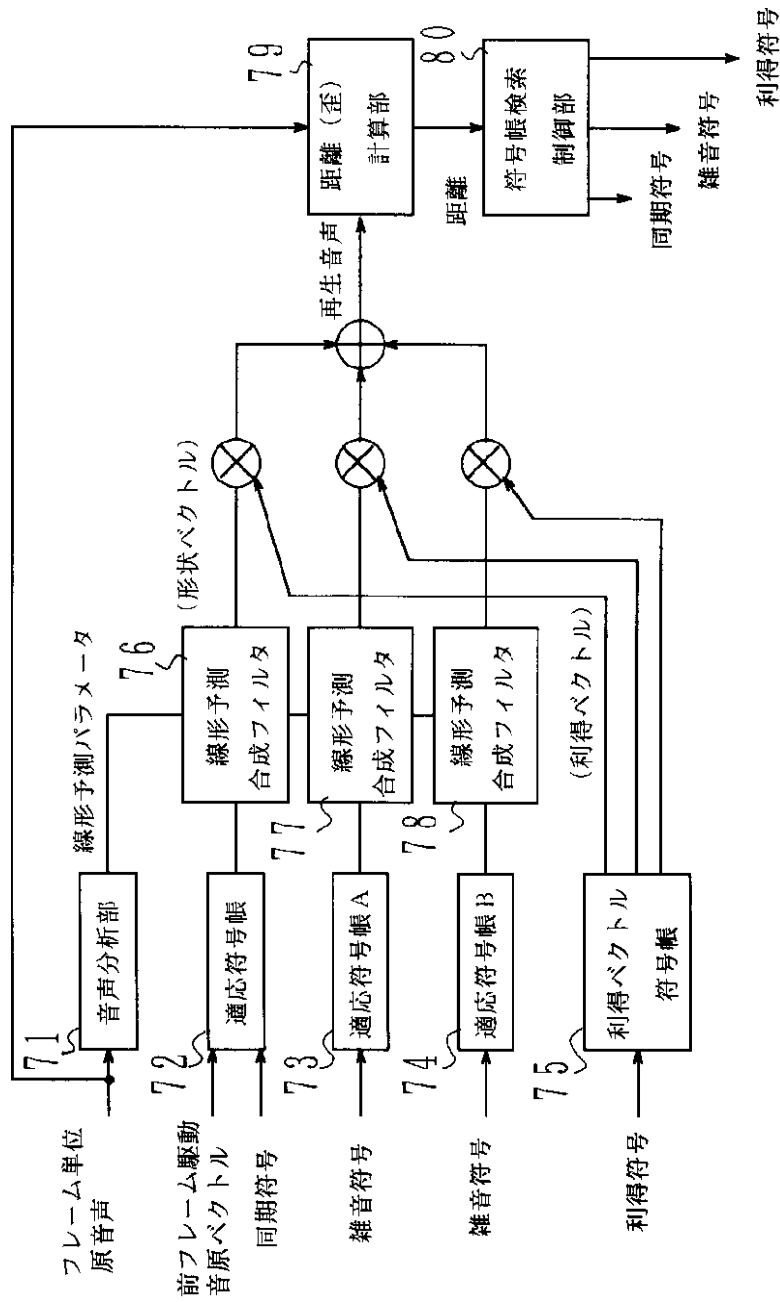 フレーム単位
原音声
71
音声分析部
線形予測パラメータ
前フレーム駆動
音原ベクトル
同期符号
72
適応符号帳
76
線形予測
合成フィルタ
(形状ベクトル)
雑音符号
73
適応符号帳A
77
線形予測
合成フィルタ
雑音符号
74
適応符号帳B
78
線形予測
合成フィルタ
利得符号
75
利得ベクトル
符号帳
(利得ベクトル)
再生音声
79
距離(歪)
計算部
距離
80
符号帳検索
制御部
同期符号
雑音符号
利得符号